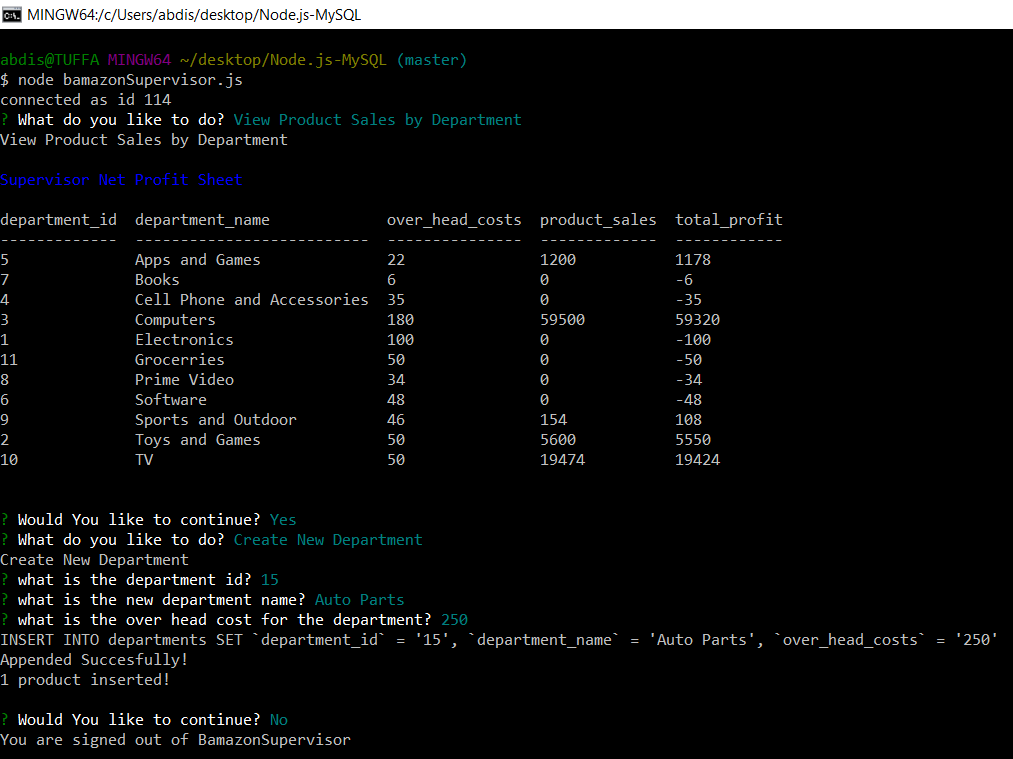 MINGW64:/c/Users/abdis/desktop/Node.js-MySQL
abdis@TUFFA MINGW64 ~/desktop/Node.js-MySQL (master)
$ node bamazonSupervisor.js
connected as id 114
? What do you like to do? View Product Sales by Department
View Product Sales by Department
Supervisor Net Profit Sheet
department_id  department_name             over_head_costs  product_sales  total_profit
-------------  --------------------------  ---------------  -------------  ------------
5              Apps and Games              22               1200           1178
7              Books                       6                0              -6
4              Cell Phone and Accessories  35               0              -35
3              Computers                   180              59500          59320
1              Electronics                 100              0              -100
11             Grocerries                  50               0              -50
8              Prime Video                 34               0              -34
6              Software                    48               0              -48
9              Sports and Outdoor          46               154            108
2              Toys and Games              50               5600           5550
10             TV                          50               19474          19424
? Would You like to continue? Yes
? What do you like to do? Create New Department
Create New Department
? what is the department id? 15
? what is the new department name? Auto Parts
? what is the over head cost for the department? 250
INSERT INTO departments SET `department_id` = '15', `department_name` = 'Auto Parts', `over_head_costs` = '250'
Appended Succesfully!
1 product inserted!
? Would You like to continue? No
You are signed out of BamazonSupervisor